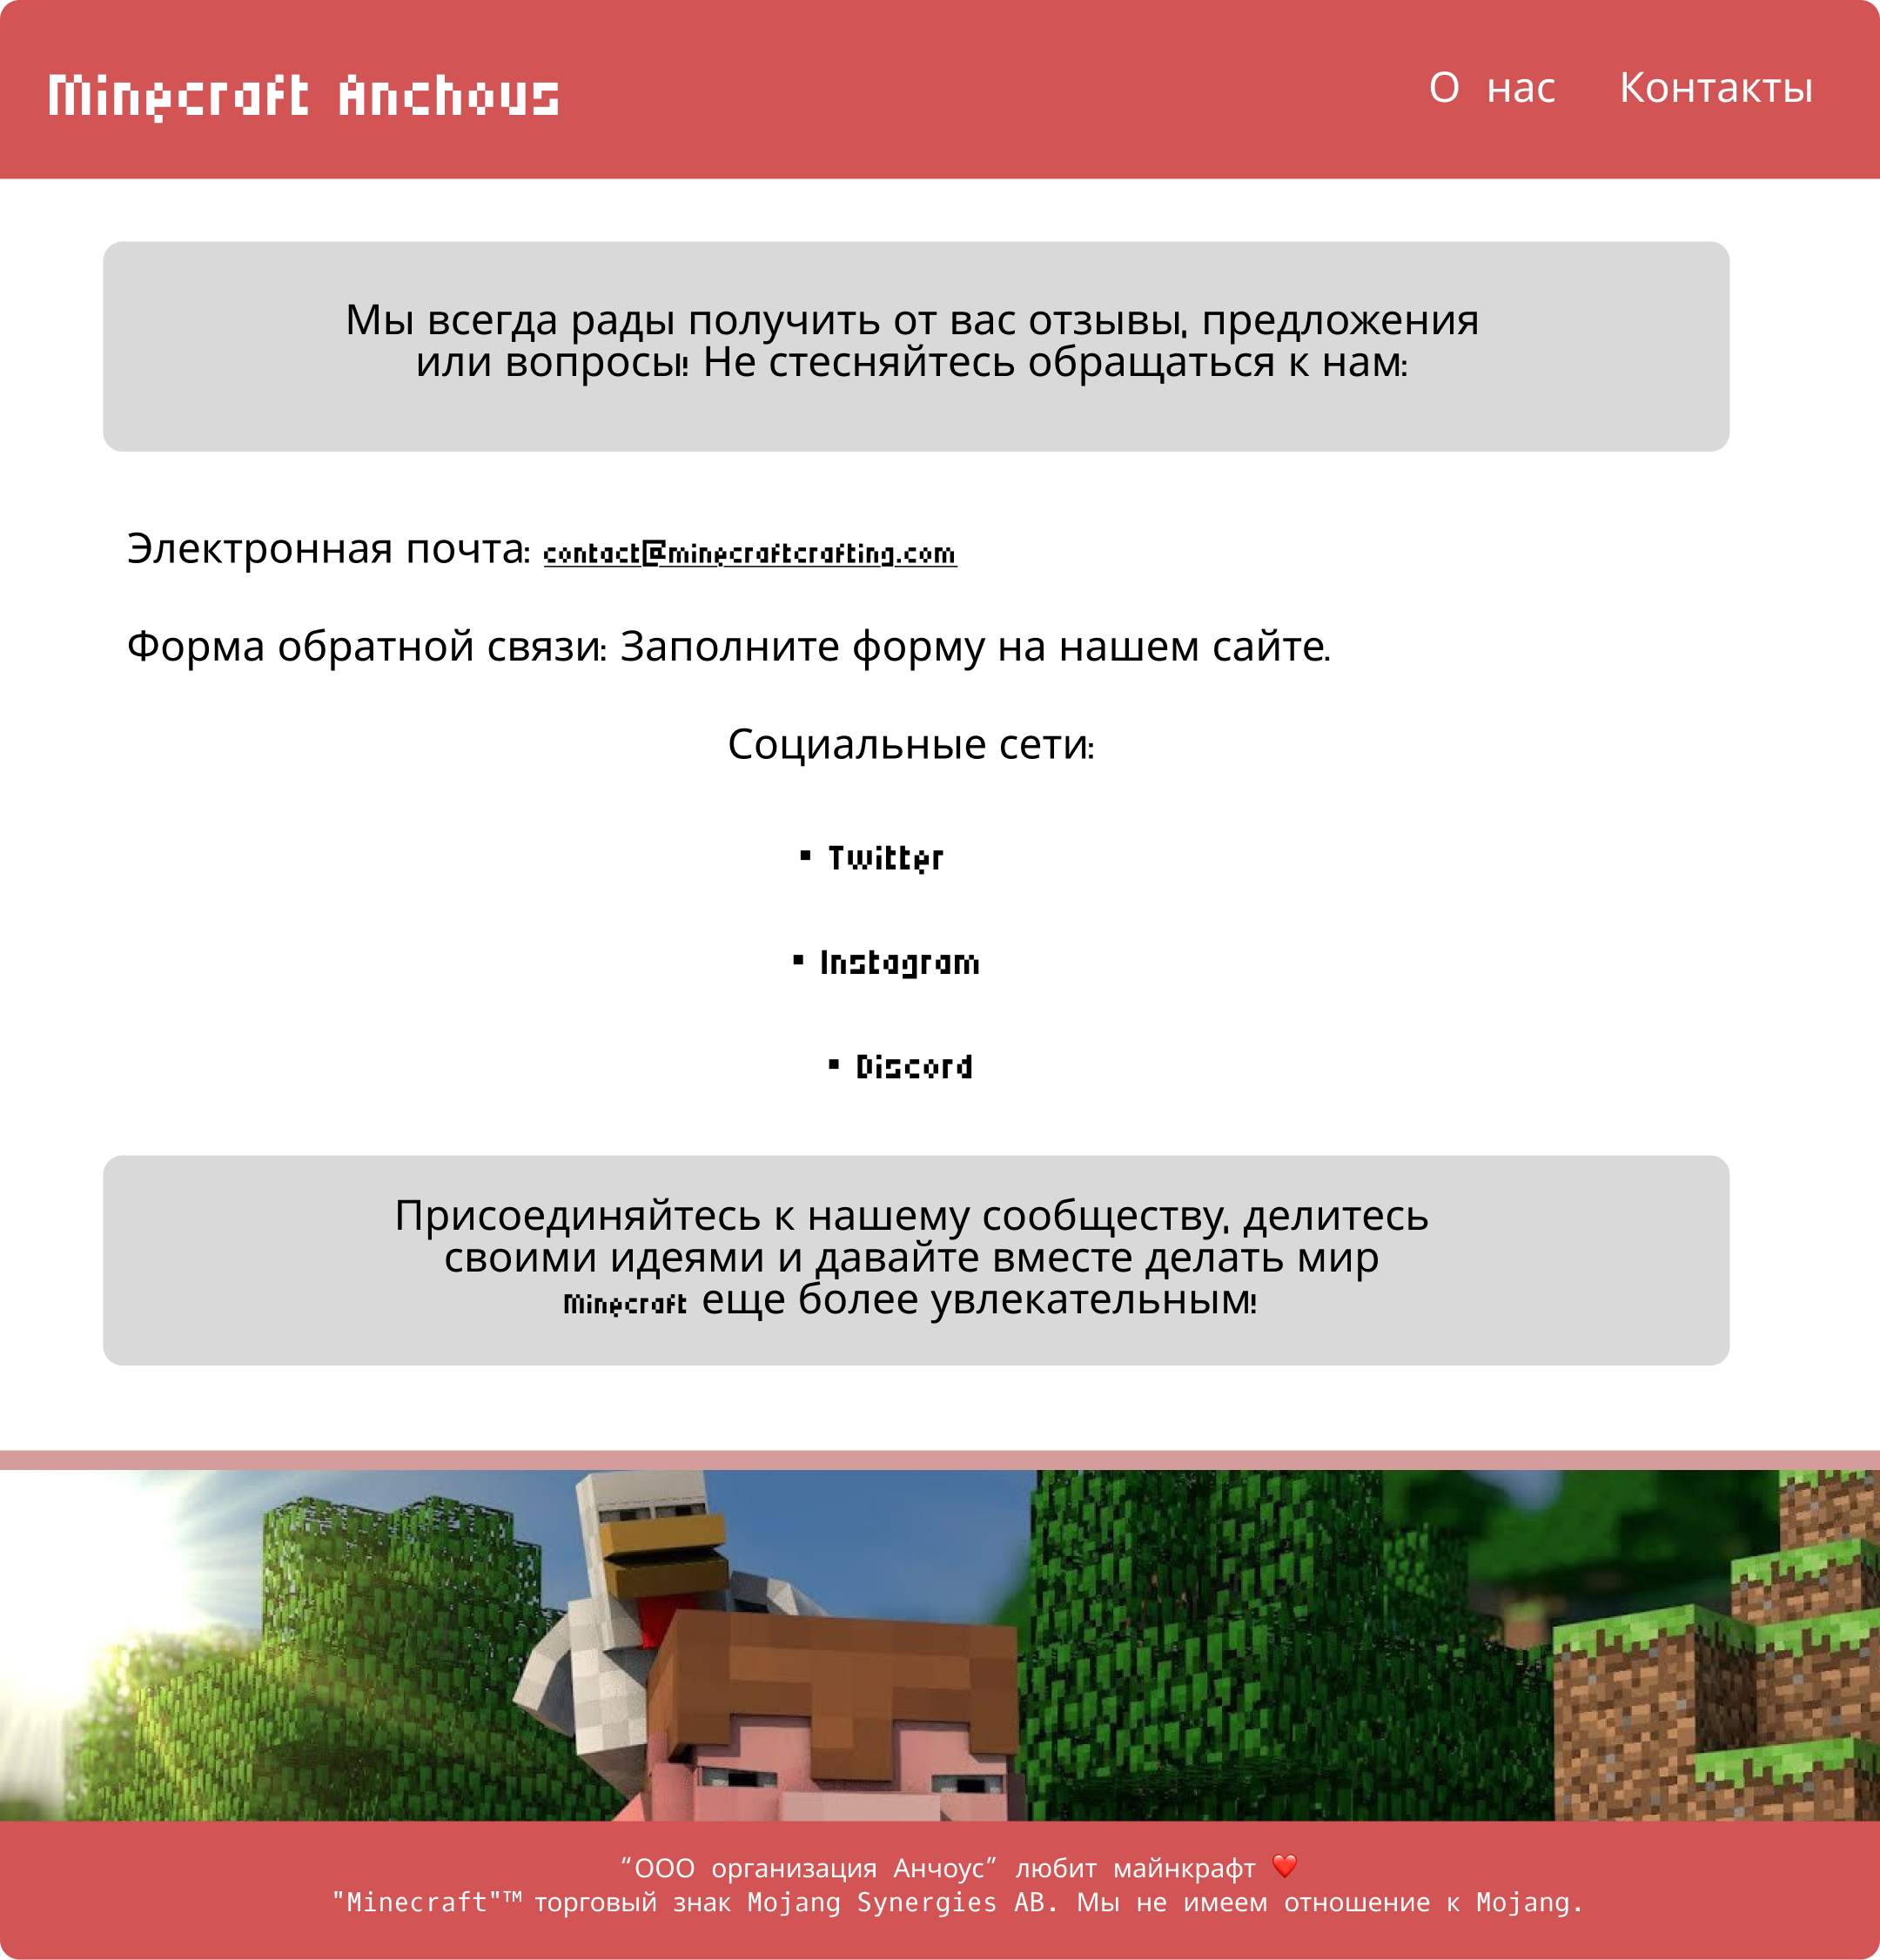 Minecraft Anchous
О нас Контакты
Мы всегда рады получить от вас отзывы, предложения
или вопросы! Не стесняйтесь обращаться к нам:
Электронная почта: contact@minecraftcrafting.com
Форма обратной связи: Заполните форму на нашем сайте.
Социальные сети:
▪ Twitter
▪ Instagram
▪ Discord
Присоединяйтесь к нашему сообществу, делитесь
своими идеями и давайте вместе делать мир
Minecraft еще более увлекательным!
“ООО организация Анчоус” любит майнкрафт ❤️
"Minecraft"™ торговый знак Mojang Synergies AB. Мы не имеем отношение к Mojang.